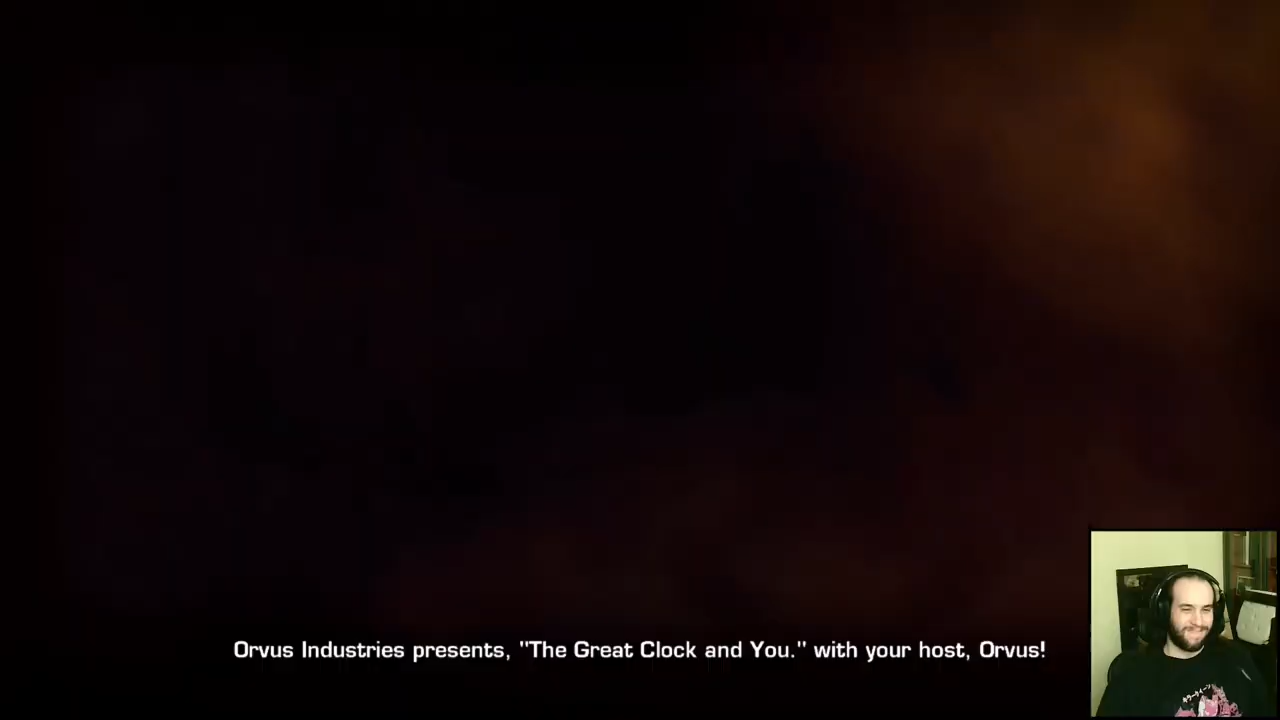 Orvus Industries presents, "The Great Clock and You." with your host, Orvus!